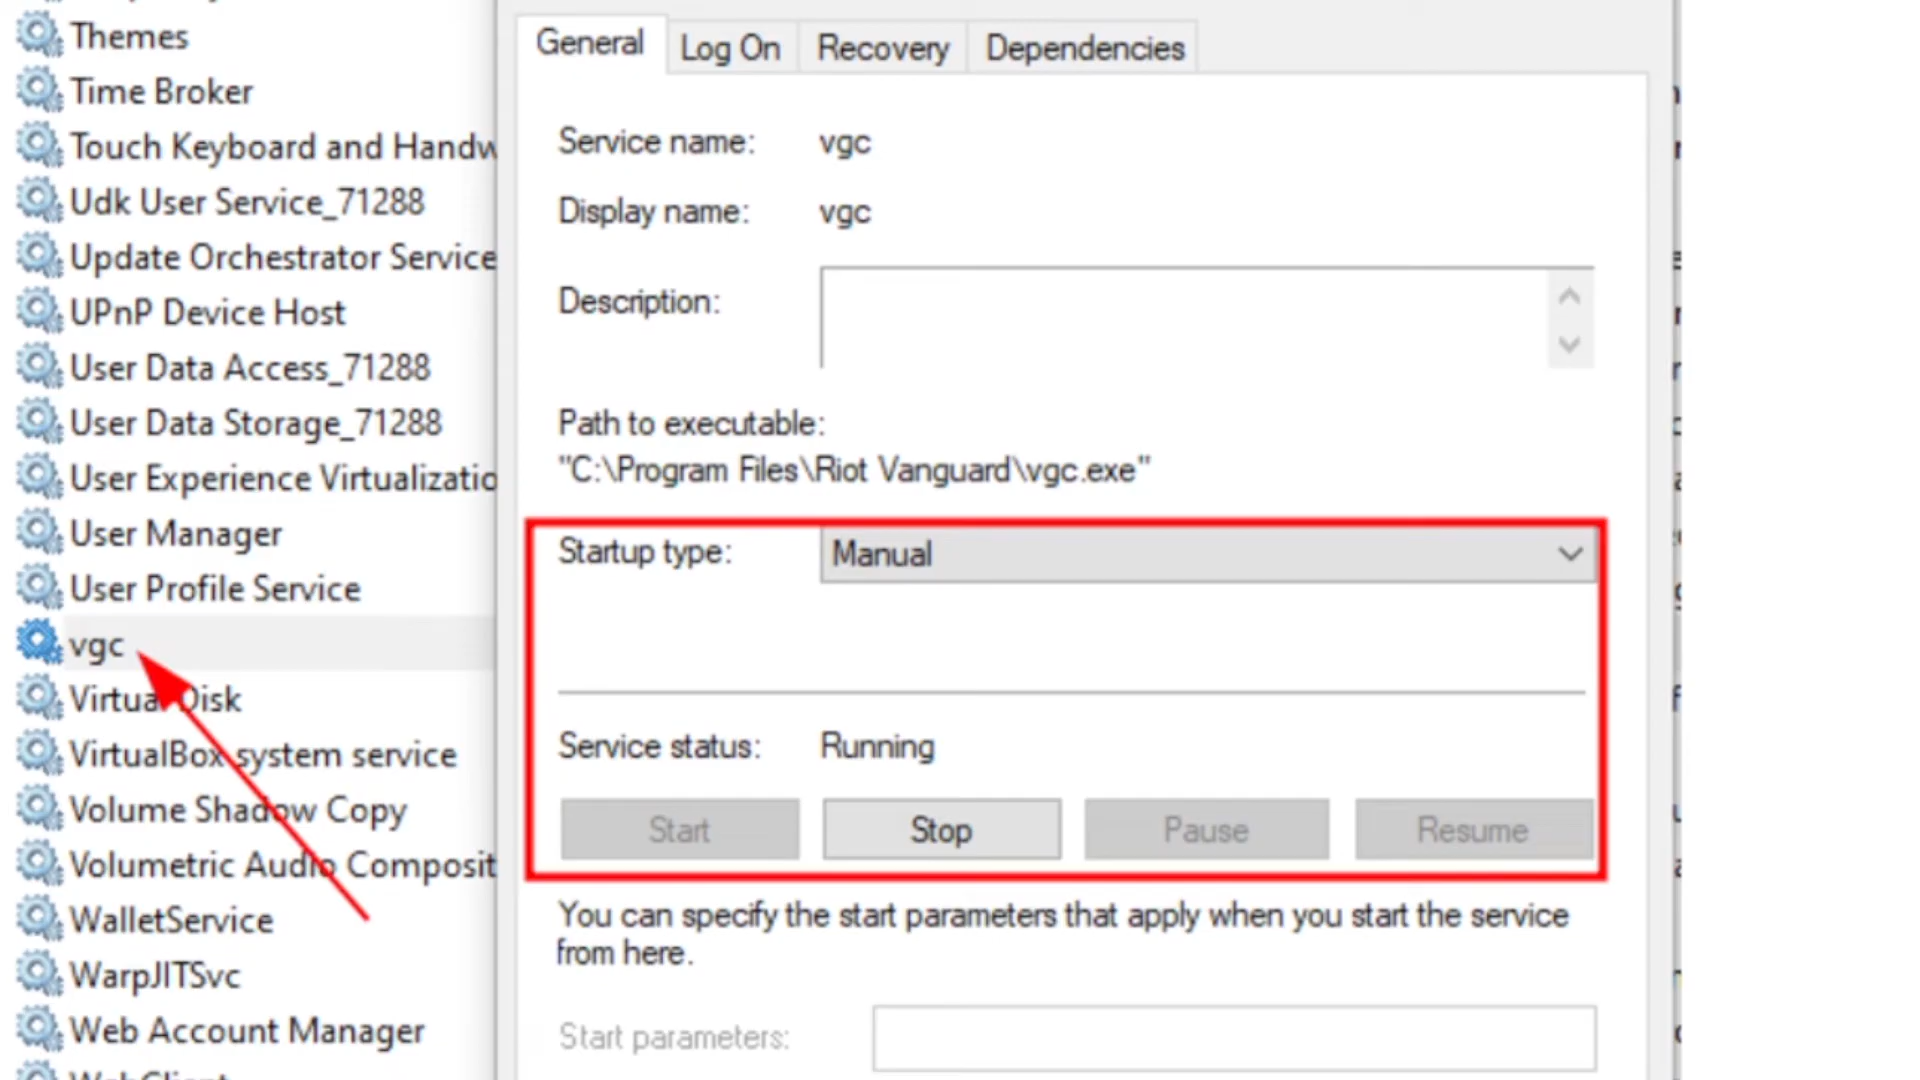 Themes
Time Broker
Touch Keyboard and Handw
Udk User Service_71288
Update Orchestrator Service
UPnP Device Host
User Data Access_71288
User Data Storage_71288
User Experience Virtualizatio
User Manager
User Profile Service
vgc
Virtual Disk
VirtualBox system service
Volume Shadow Copy
Volumetric Audio Composit
WalletService
WarpJITSvc
Web Account Manager
WebClient
General Log On Recovery Dependencies
Service name: vgc
Display name: vgc
Description:
Path to executable:
"C:\Program Files\Riot Vanguard\vgc.exe"
Startup type: Manual
Service status: Running
Start Stop Pause Resume
You can specify the start parameters that apply when you start the service
from here.
Start parameters: